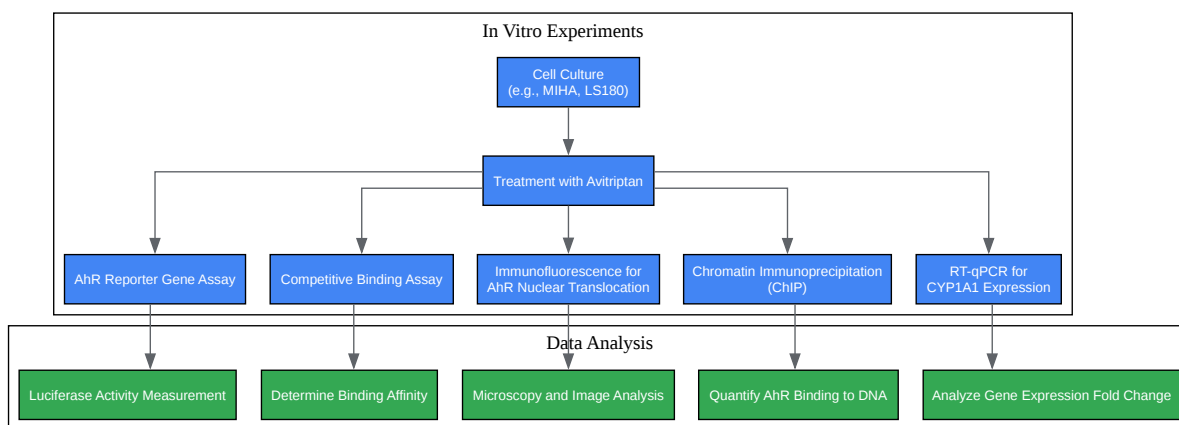 In Vitro Experiments
Cell Culture
(e.g., MIHA, LS180)
Treatment with Avitriptan
AhR Reporter Gene Assay
Competitive Binding Assay
Immunofluorescence for
AhR Nuclear Translocation
Chromatin Immunoprecipitation
(ChIP)
RT-qPCR for
CYP1A1 Expression
Data Analysis
Luciferase Activity Measurement
Determine Binding Affinity
Microscopy and Image Analysis
Quantify AhR Binding to DNA
Analyze Gene Expression Fold Change